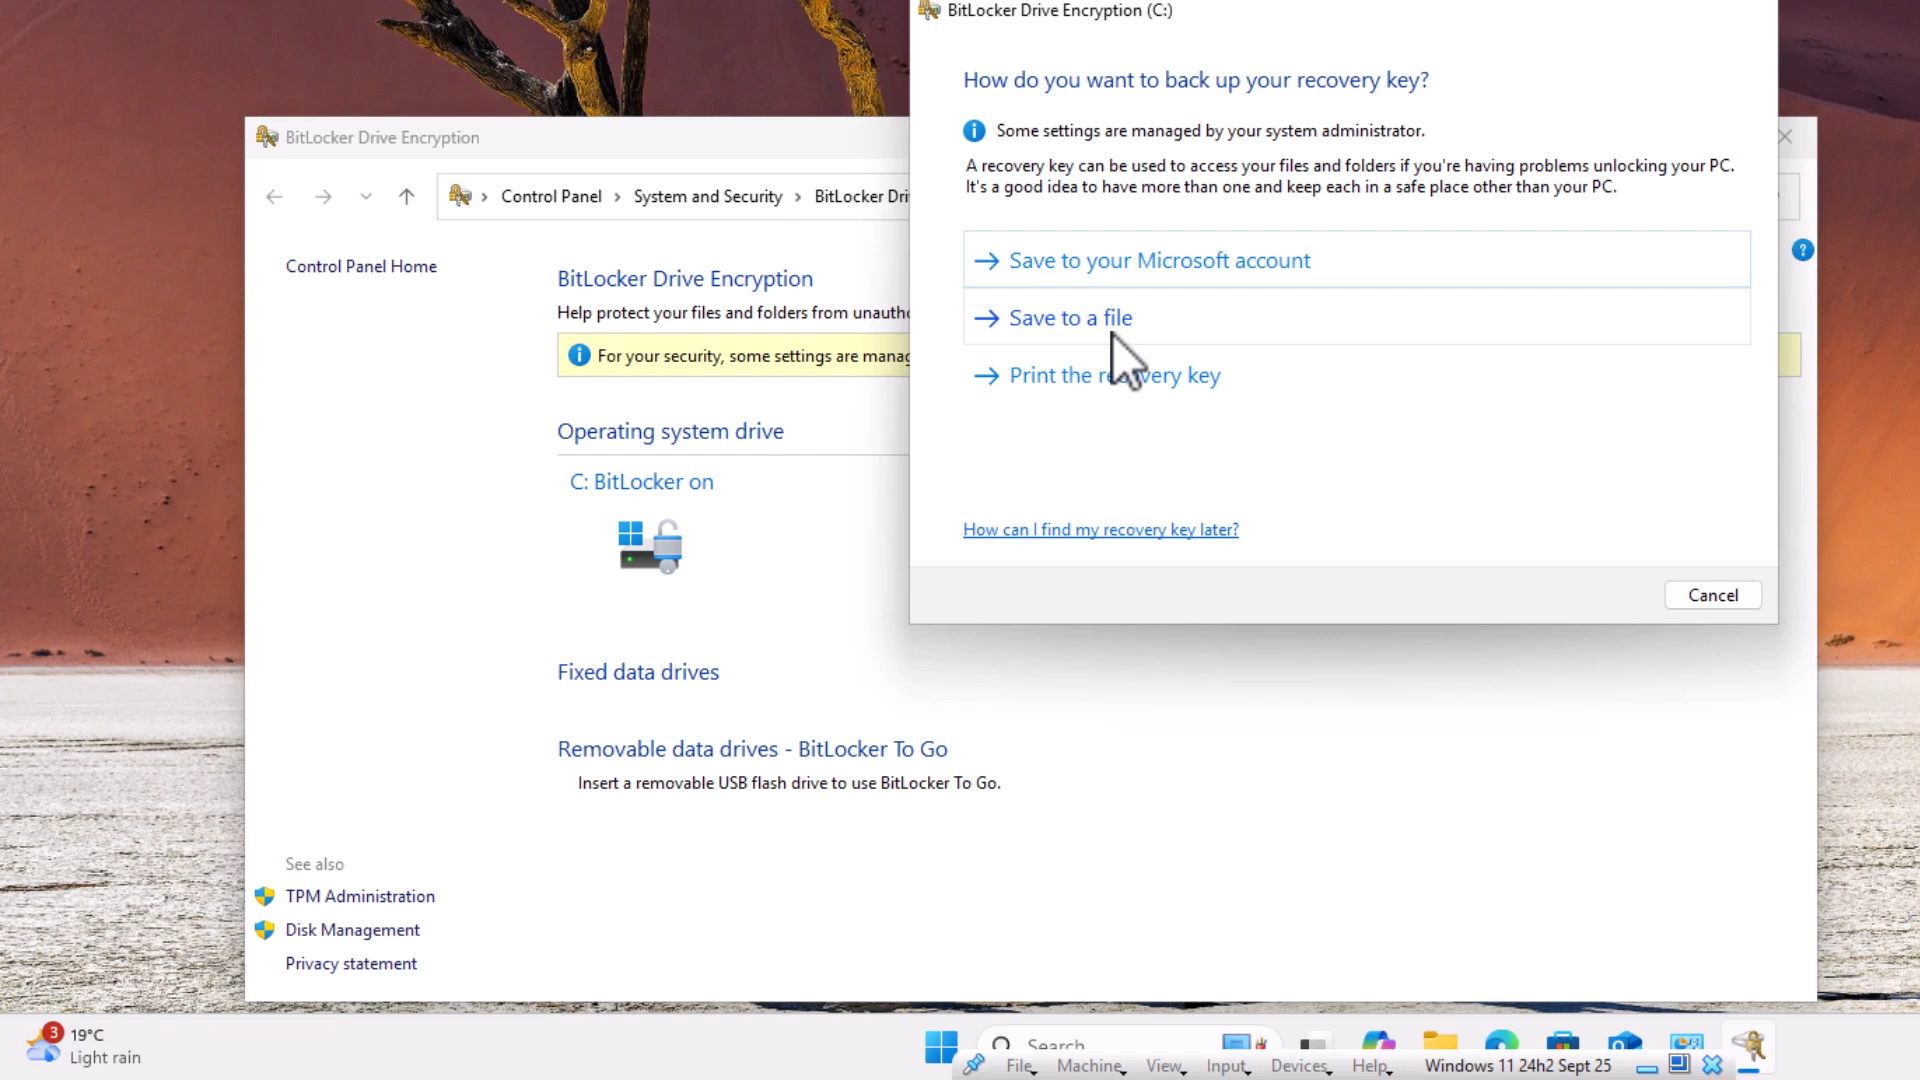 BitLocker Drive Encryption (C:)
How do you want to back up your recovery key?
Some settings are managed by your system administrator.
A recovery key can be used to access your files and folders if you're having problems unlocking your PC.
It's a good idea to have more than one and keep each in a safe place other than your PC.
Save to your Microsoft account
Save to a file
Print the recovery key
How can I find my recovery key later?
Cancel
BitLocker Drive Encryption
Control Panel > System and Security > BitLocker Dri
Control Panel Home
BitLocker Drive Encryption
Help protect your files and folders from unautho
For your security, some settings are manag
Operating system drive
C: BitLocker on
Fixed data drives
Removable data drives - BitLocker To Go
Insert a removable USB flash drive to use BitLocker To Go.
See also
TPM Administration
Disk Management
Privacy statement
3
19°C
Light rain
Search
File Machine View Input Devices Help Windows 11 24h2 Sept 25